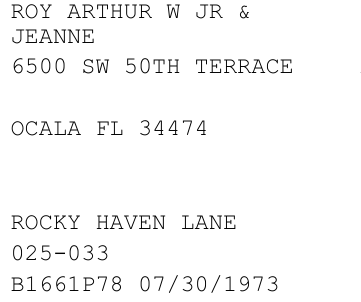 ROY ARTHUR W JR &
JEANNE
6500 SW 50TH TERRACE
OCALA FL 34474
ROCKY HAVEN LANE
025-033
B1661P78 07/30/1973